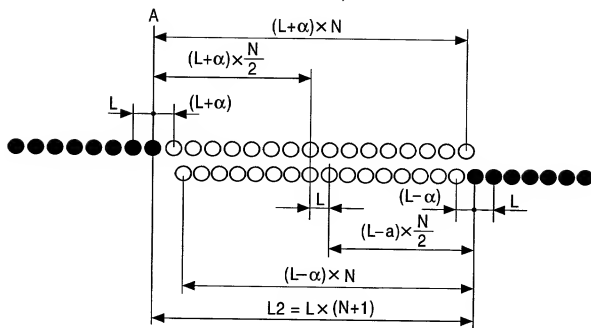 A
(L+α)×N
(L+α)×N/2
L
(L+α)
(L-α)
L
L
(L-a)×N/2
(L-α)×N
L2 = L×(N+1)